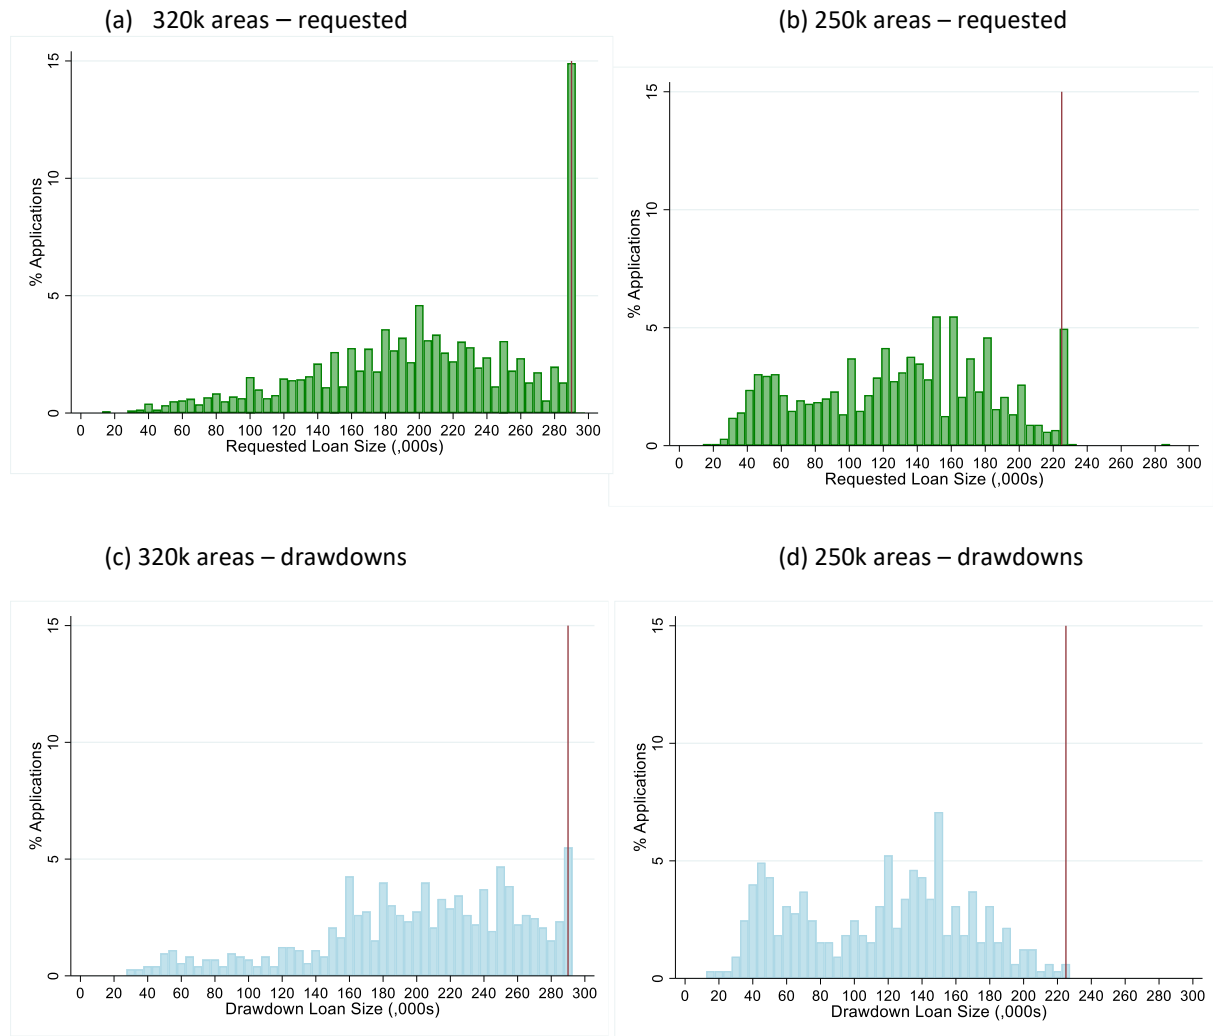 (a) 320k areas – requested
15
10
5
0
% Applications
0 20 40 60 80 100 120 140 160 180 200 220 240 260 280 300
Requested Loan Size (,000s)
(b) 250k areas – requested
15
10
5
0
% Applications
0 20 40 60 80 100 120 140 160 180 200 220 240 260 280 300
Requested Loan Size (,000s)
(c) 320k areas – drawdowns
15
10
5
0
% Applications
0 20 40 60 80 100 120 140 160 180 200 220 240 260 280 300
Drawdown Loan Size (,000s)
(d) 250k areas – drawdowns
15
10
5
0
% Applications
0 20 40 60 80 100 120 140 160 180 200 220 240 260 280 300
Drawdown Loan Size (,000s)